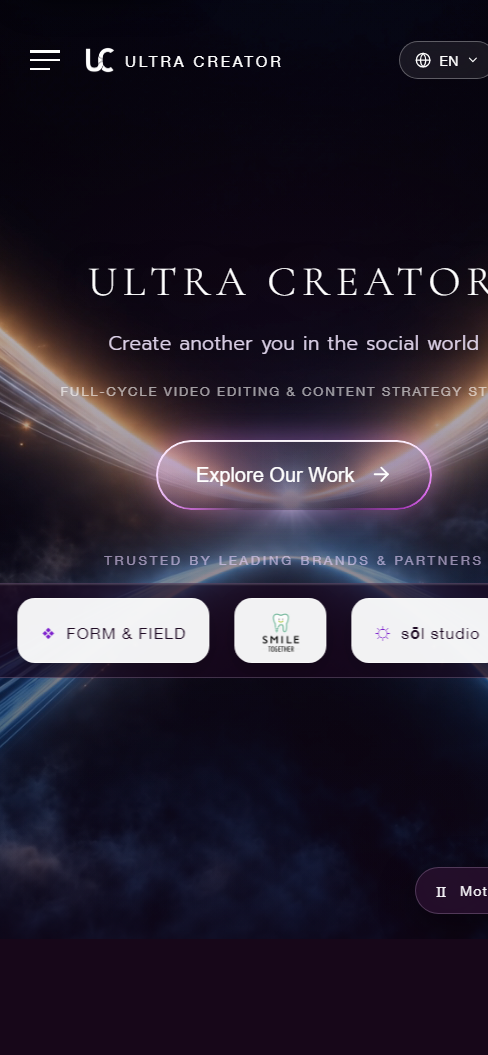 UC ULTRA CREATOR
EN
ULTRA CREATOR
Create another you in the social world
FULL-CYCLE VIDEO EDITING & CONTENT STRATEGY ST
Explore Our Work
TRUSTED BY LEADING BRANDS & PARTNERS
FORM & FIELD
SMILE
TOGETHER
sōl studio
Mot